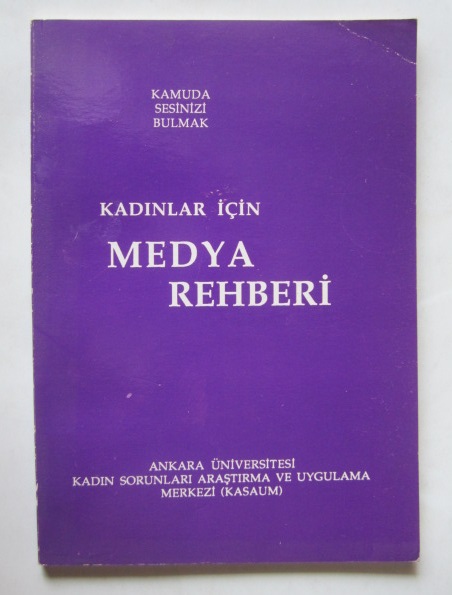 KAMUDA
SESİNİZİ
BULMAK
KADINLAR İÇİN
MEDYA
REHBERİ
ANKARA ÜNİVERSİTESİ
KADIN SORUNLARI ARAŞTIRMA VE UYGULAMA
MERKEZİ (KASAUM)